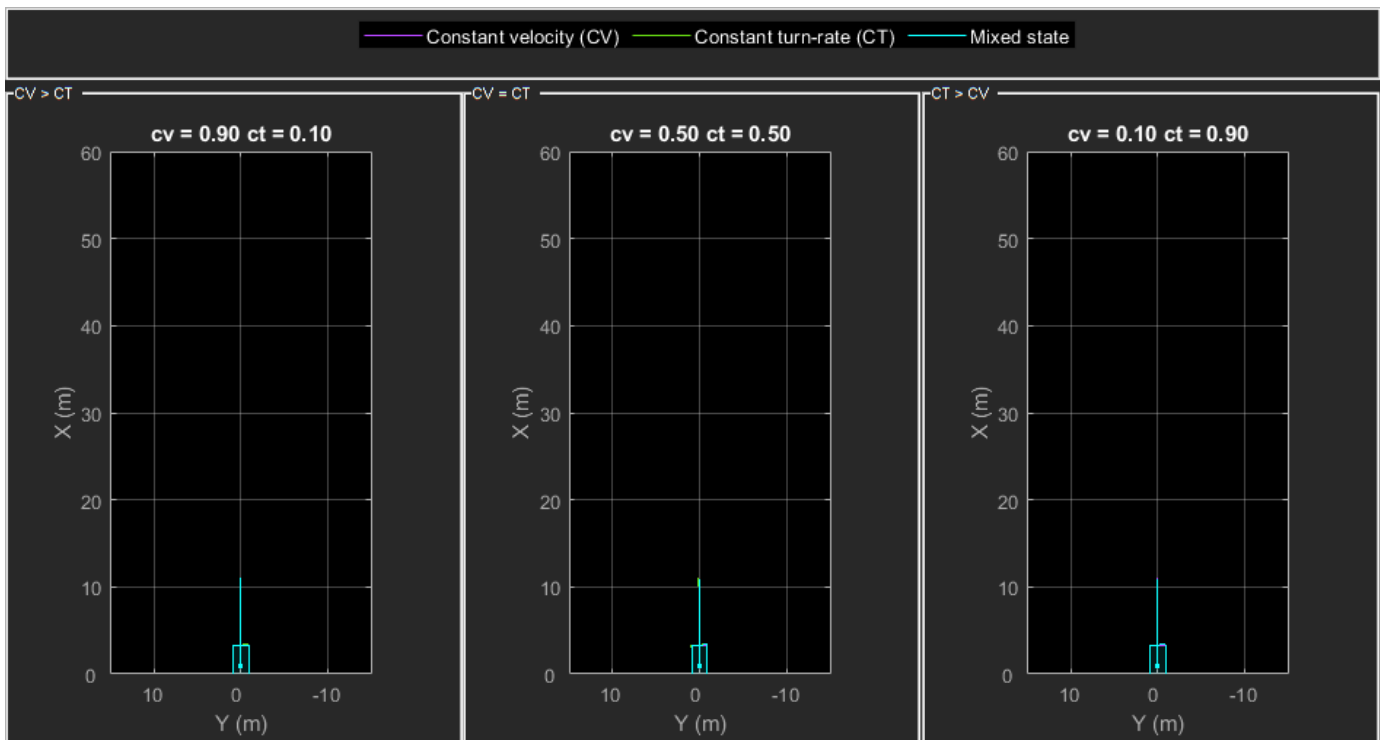 Constant velocity (CV) Constant turn-rate (CT) Mixed state
CV > CT
cv = 0.90 ct = 0.10
60
50
40
30
20
10
0
X (m)
10 0 -10
Y (m)
CV = CT
cv = 0.50 ct = 0.50
60
50
40
30
20
10
0
X (m)
10 0 -10
Y (m)
CT > CV
cv = 0.10 ct = 0.90
60
50
40
30
20
10
0
X (m)
10 0 -10
Y (m)